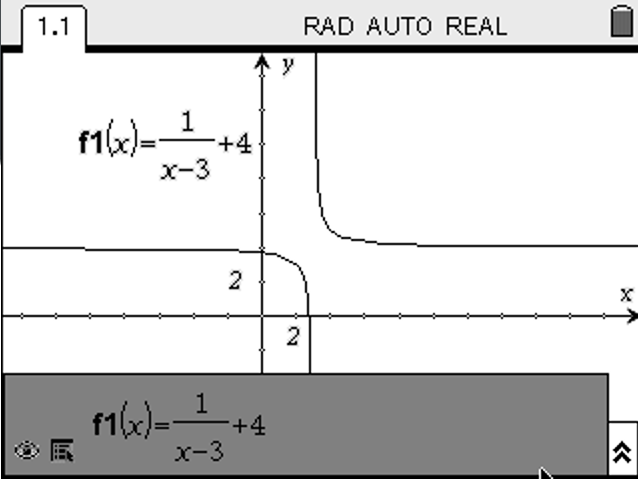 1.1 RAD AUTO REAL
y
f1(x)=1/(x-3)+4
2
x
2
f1(x)=1/(x-3)+4